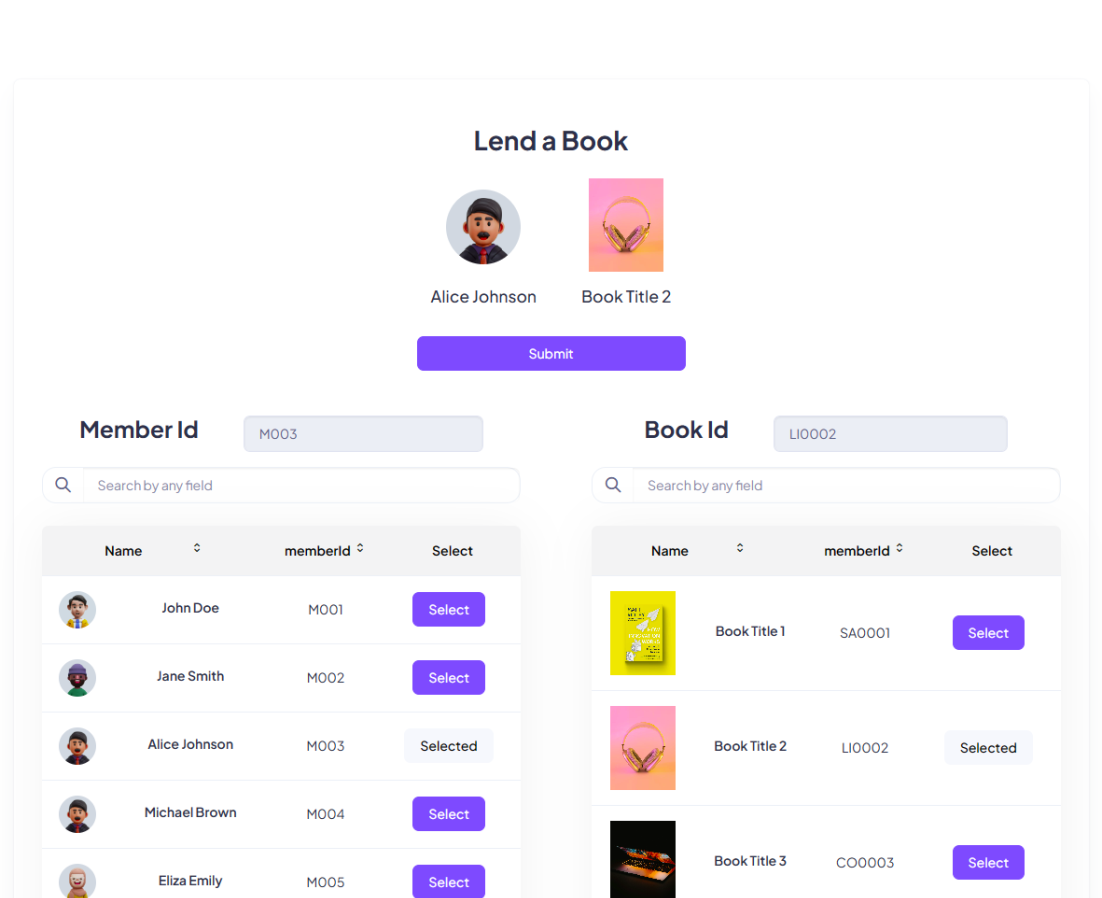 Lend a Book
Alice Johnson
Book Title 2
Submit
Member Id
M003
Search by any field
Name
memberId
Select
John Doe
M001
Select
Jane Smith
M002
Select
Alice Johnson
M003
Selected
Michael Brown
M004
Select
Eliza Emily
M005
Select
Book Id
LI0002
Search by any field
Name
memberId
Select
Book Title 1
SA0001
Select
Book Title 2
LI0002
Selected
Book Title 3
CO0003
Select